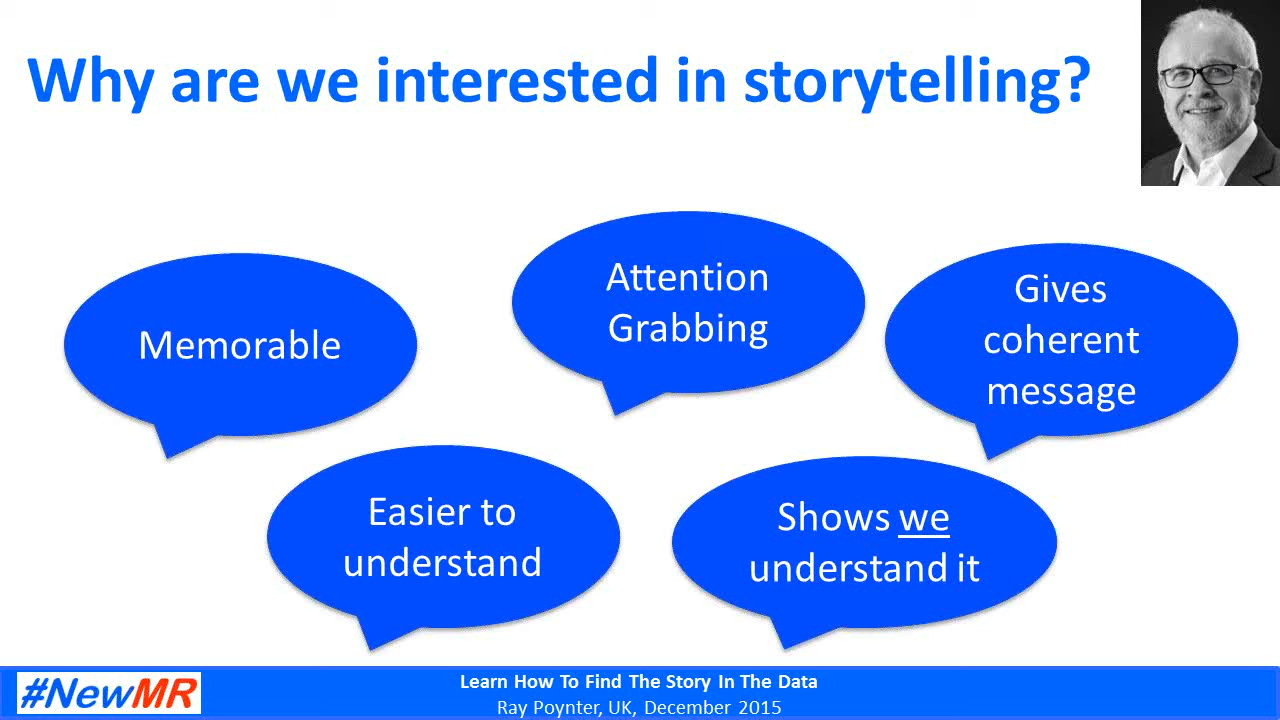 Why are we interested in storytelling?
Memorable
Attention
Grabbing
Gives
coherent
message
Easier to
understand
Shows we
understand it
#NewMR
Learn How To Find The Story In The Data
Ray Poynter, UK, December 2015